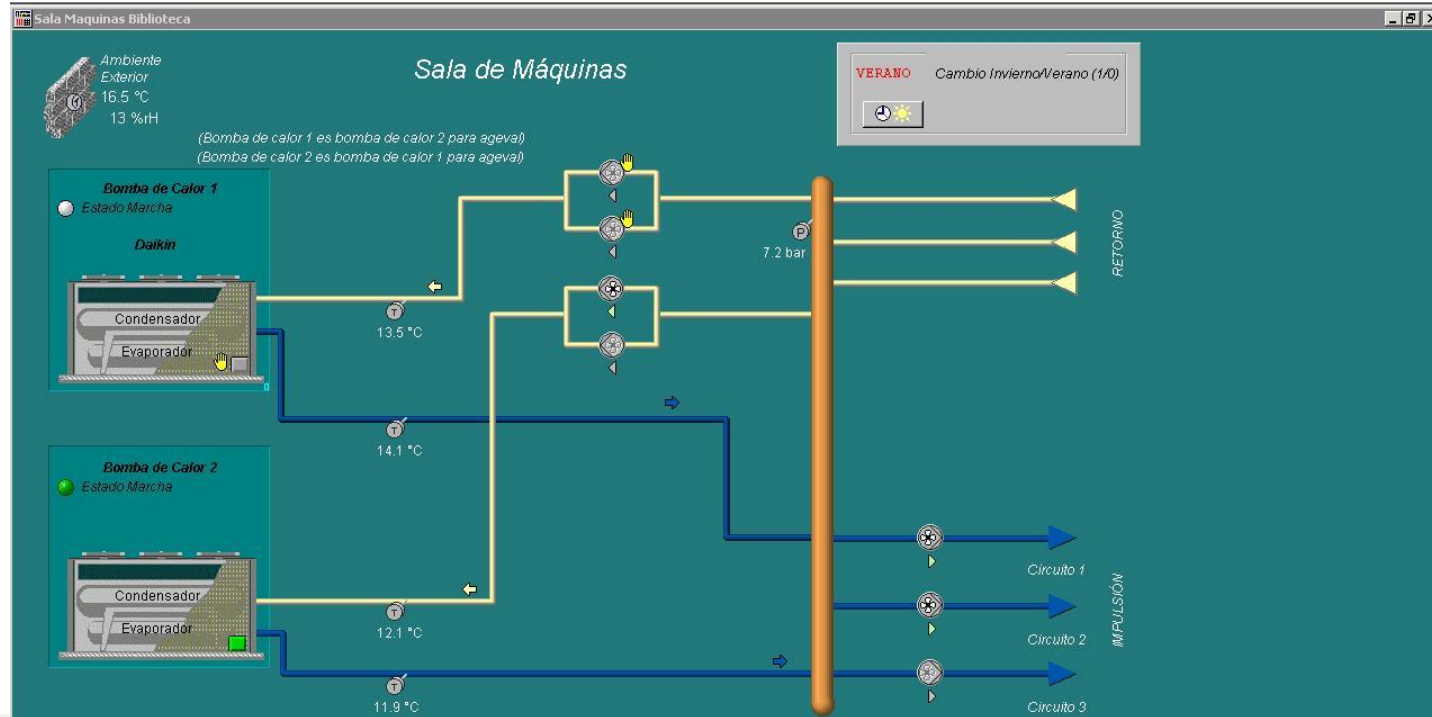 Sala Maquinas Biblioteca
Ambiente
Exterior
16.5 °C
13 %rH
Sala de Máquinas
VERANO
Cambio Invierno/Verano (1/0)
(Bomba de calor 1 es bomba de calor 2 para ageval)
(Bomba de calor 2 es bomba de calor 1 para ageval)
Bomba de Calor 1
Estado Marcha
Daikin
Condensador
Evaporador
T
13.5 °C
T
14.1 °C
P
7.2 bar
RETORNO
Bomba de Calor 2
Estado Marcha
Condensador
Evaporador
T
12.1 °C
T
11.9 °C
Circuito 1
Circuito 2
Circuito 3
IMPULSIÓN